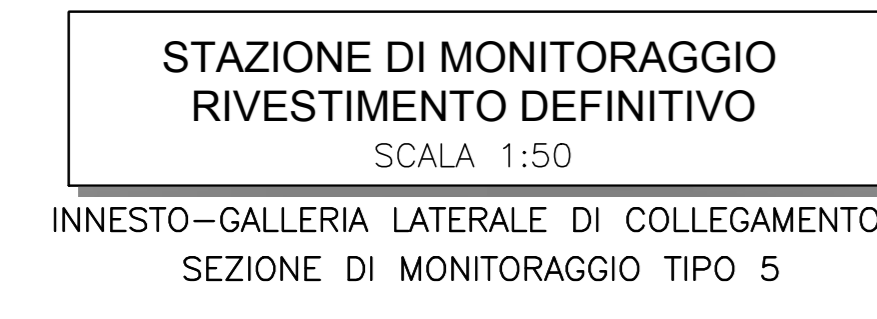 STAZIONE DI MONITORAGGIO
RIVESTIMENTO DEFINITIVO
SCALA 1:50
INNESTO-GALLERIA LATERALE DI COLLEGAMENTO
SEZIONE DI MONITORAGGIO TIPO 5